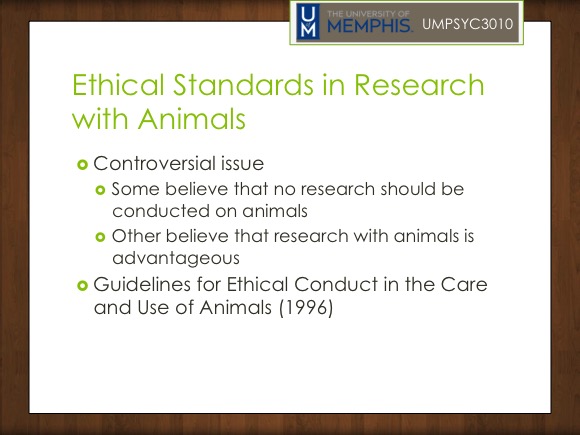 UM
THE UNIVERSITY OF
MEMPHIS.
UMPSYC3010
Ethical Standards in Research
with Animals
Controversial issue
Some believe that no research should be
conducted on animals
Other believe that research with animals is
advantageous
Guidelines for Ethical Conduct in the Care
and Use of Animals (1996)